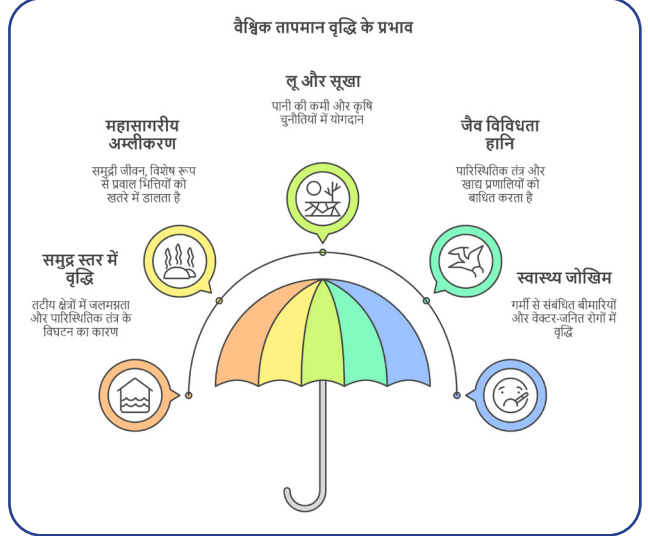 वैश्विक तापमान वृद्धि के प्रभाव
लू और सूखा
पानी की कमी और कृषि
चुनौतियों में योगदान
महासागरीय
अम्लीकरण
समुद्री जीवन, विशेष रूप
से प्रवाल भित्तियों को
खतरे में डालता है
जैव विविधता
हानि
पारिस्थितिक तंत्र और
खाद्य प्रणालियों को
बाधित करता है
समुद्र स्तर में
वृद्धि
तटीय क्षेत्रों में जलमग्नता
और पारिस्थितिक तंत्र के
विघटन का कारण
स्वास्थ्य जोखिम
गर्मी से संबंधित बीमारियों
और वेक्टर-जनित रोगों में
वृद्धि